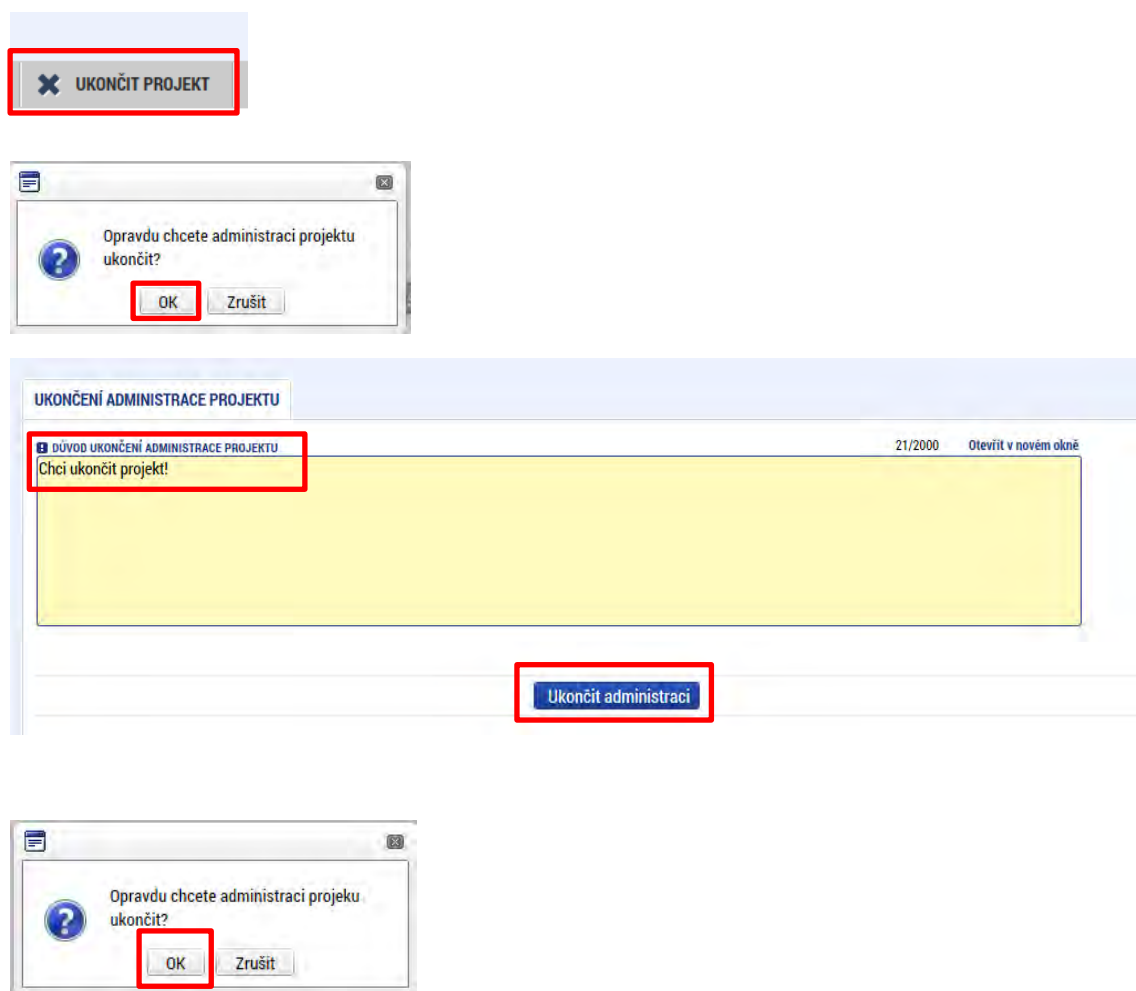 UKONČIT PROJEKT
Opravdu chcete administraci projektu
ukončit?
OK Zrušit
UKONČENÍ ADMINISTRACE PROJEKTU
DŮVOD UKONČENÍ ADMINISTRACE PROJEKTU 21/2000 Otevřít v novém okně
Chci ukončit projekt!
Ukončit administraci
Opravdu chcete administraci projeku
ukončit?
OK Zrušit